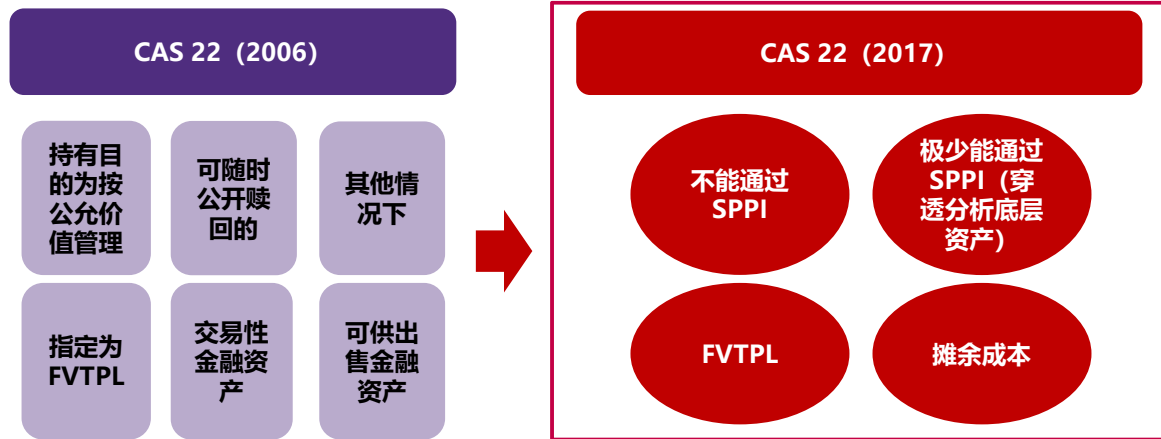 CAS 22（2006）
持有目
的为按
公允价
值管理
可随时
公开赎
回的
其他情
况下
指定为
FVTPL
交易性
金融资
产
可供出
售金融
资产
CAS 22（2017）
不能通过
SPPI
极少能通过
SPPI（穿
透分析底层
资产）
FVTPL
摊余成本